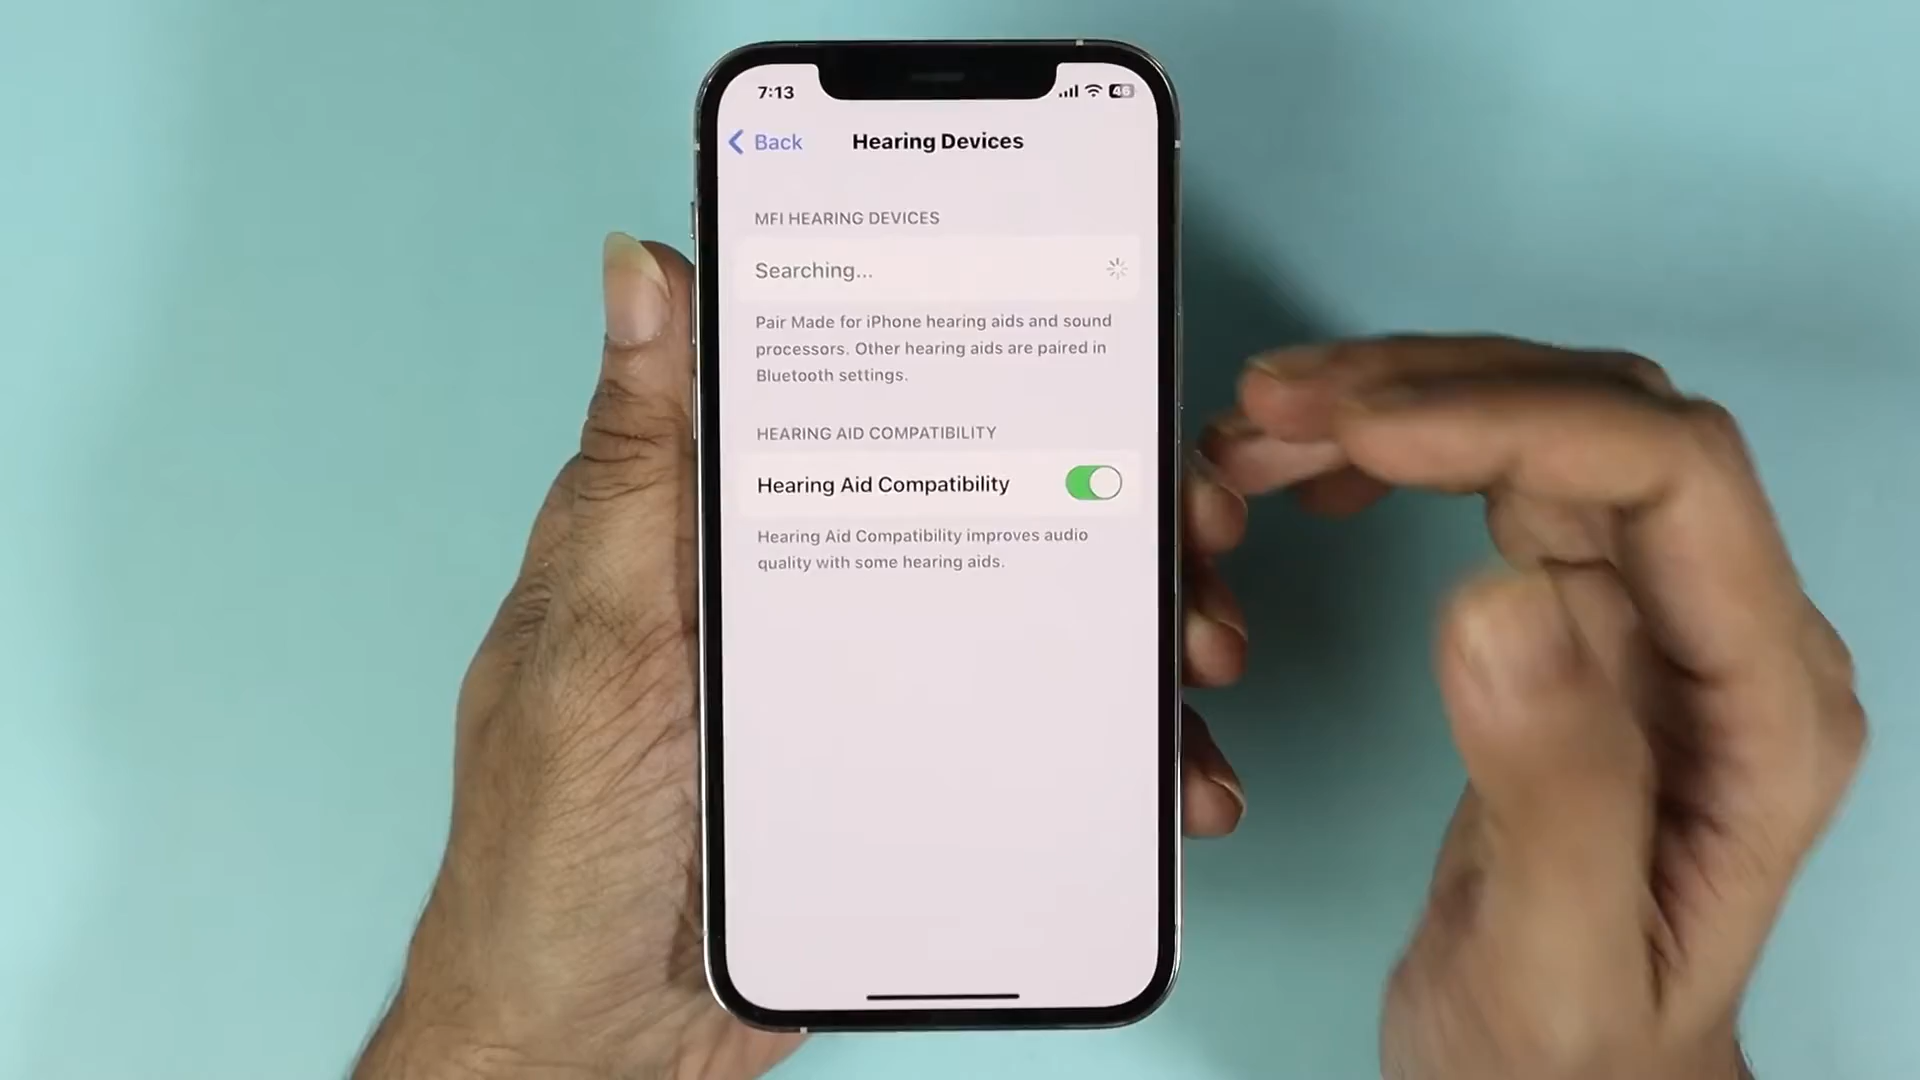 7:13
46
Back
Hearing Devices
MFI HEARING DEVICES
Searching...
Pair Made for iPhone hearing aids and sound
processors. Other hearing aids are paired in
Bluetooth settings.
HEARING AID COMPATIBILITY
Hearing Aid Compatibility
Hearing Aid Compatibility improves audio
quality with some hearing aids.